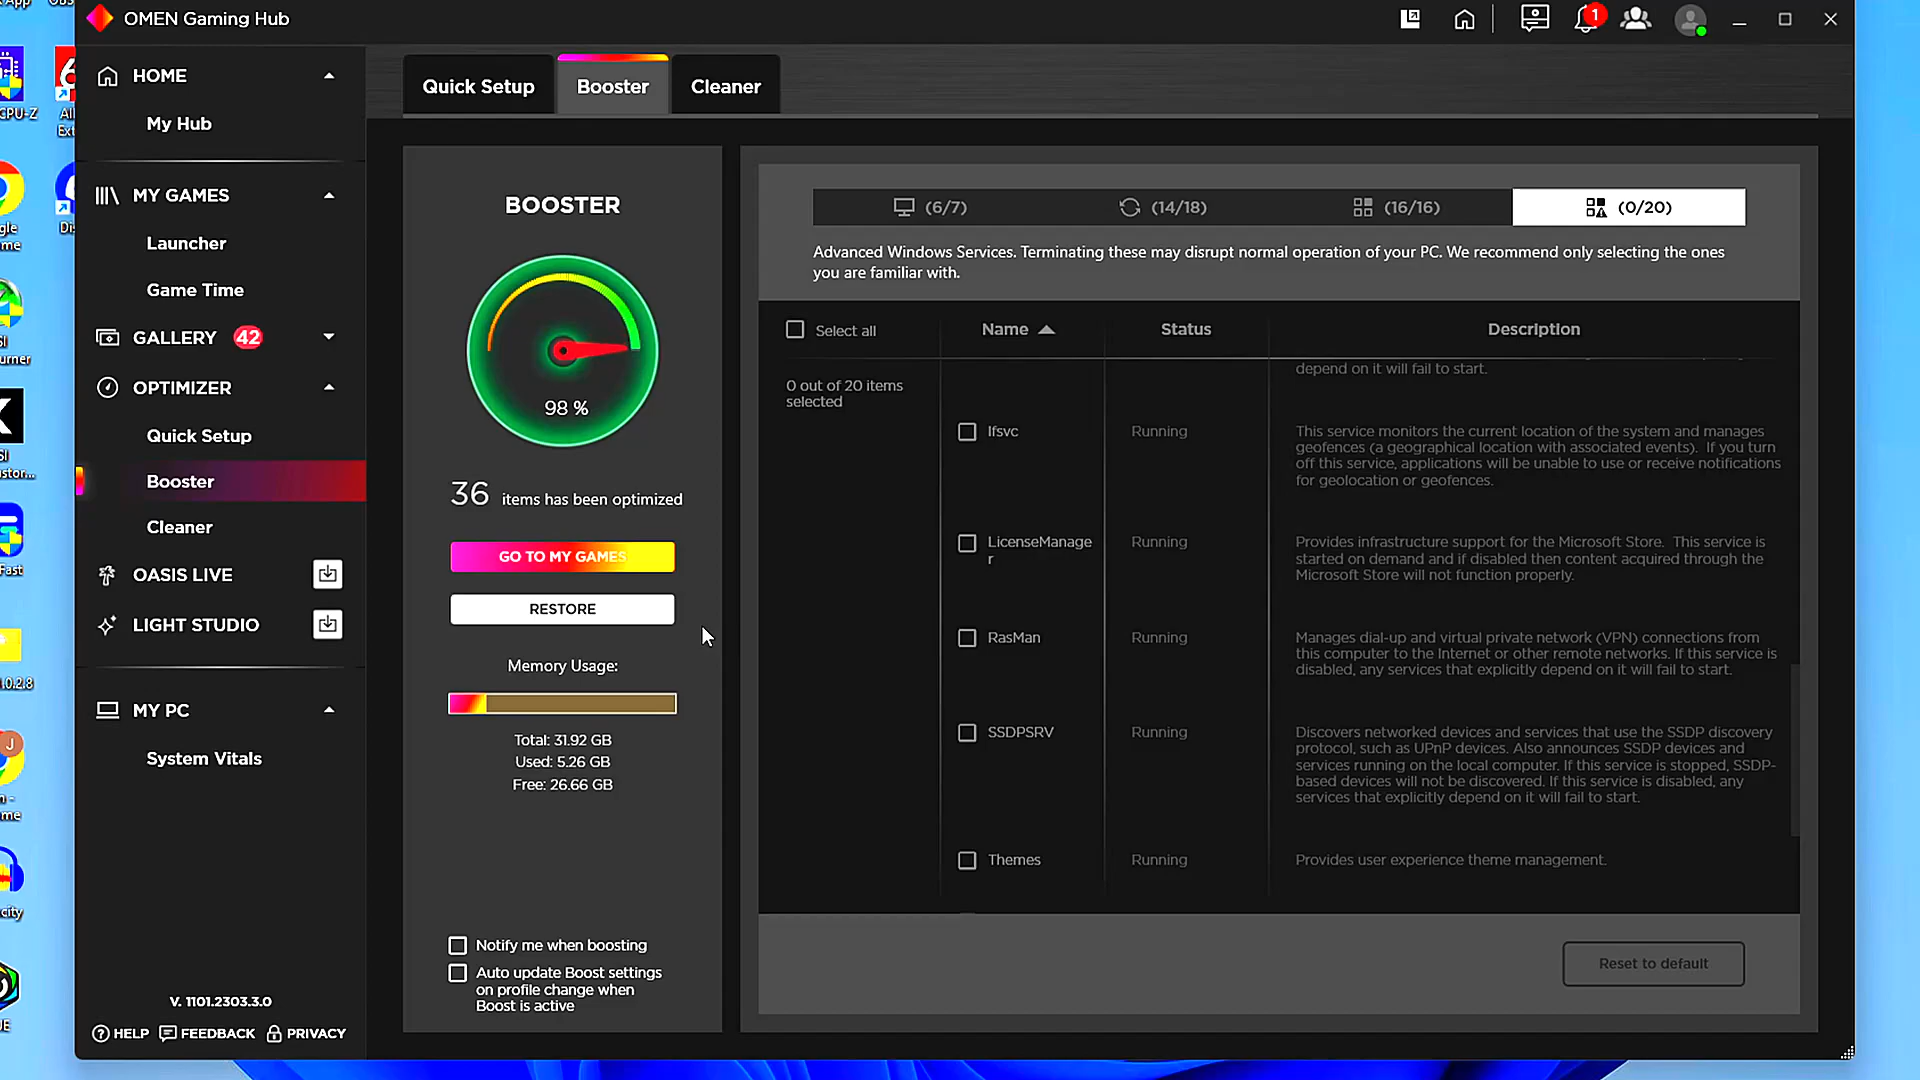 OMEN Gaming Hub
1
HOME
My Hub
MY GAMES
Launcher
Game Time
GALLERY 42
OPTIMIZER
Quick Setup
Booster
Cleaner
OASIS LIVE
LIGHT STUDIO
MY PC
System Vitals
V. 1101.2303.3.0
HELP FEEDBACK PRIVACY
Quick Setup Booster Cleaner
BOOSTER
98 %
36 items has been optimized
GO TO MY GAMES
RESTORE
Memory Usage:
Total: 31.92 GB
Used: 5.26 GB
Free: 26.66 GB
Notify me when boosting
Auto update Boost settings
on profile change when
Boost is active
(6/7) (14/18) (16/16) (0/20)
Advanced Windows Services. Terminating these may disrupt normal operation of your PC. We recommend only selecting the ones
you are familiar with.
Select all Name Status Description
0 out of 20 items
selected
depend on it will fail to start.
lfsvc Running This service monitors the current location of the system and manages
geofences (a geographical location with associated events). If you turn
off this service, applications will be unable to use or receive notifications
for geolocation or geofences.
LicenseManage
r
Running Provides infrastructure support for the Microsoft Store. This service is
started on demand and if disabled then content acquired through the
Microsoft Store will not function properly.
RasMan Running Manages dial-up and virtual private network (VPN) connections from
this computer to the Internet or other remote networks. If this service is
disabled, any services that explicitly depend on it will fail to start.
SSDPSRV Running Discovers networked devices and services that use the SSDP discovery
protocol, such as UPnP devices. Also announces SSDP devices and
services running on the local computer. If this service is stopped, SSDP-
based devices will not be discovered. If this service is disabled, any
services that explicitly depend on it will fail to start.
Themes Running Provides user experience theme management.
Reset to default